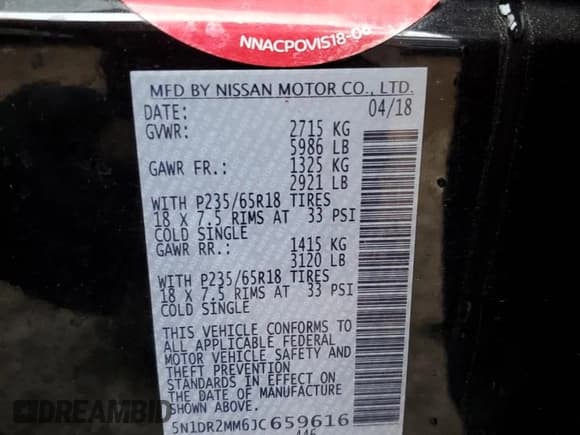 NNACPOVIS18-06
MFD BY NISSAN MOTOR CO., LTD.
DATE: 04/18
GVWR: 2715 KG
5986 LB
GAWR FR.: 1325 KG
2921 LB
WITH P235/65R18 TIRES
18 X 7.5 RIMS AT 33 PSI
COLD SINGLE
GAWR RR.: 1415 KG
3120 LB
WITH P235/65R18 TIRES
18 X 7.5 RIMS AT 33 PSI
COLD SINGLE
THIS VEHICLE CONFORMS TO
ALL APPLICABLE FEDERAL
MOTOR VEHICLE SAFETY AND
THEFT PREVENTION
STANDARDS IN EFFECT ON
THE DATE OF MANUFACTURE
SHOWN ABOVE.
5N1DR2MM6JC659616
446
DREAMBID